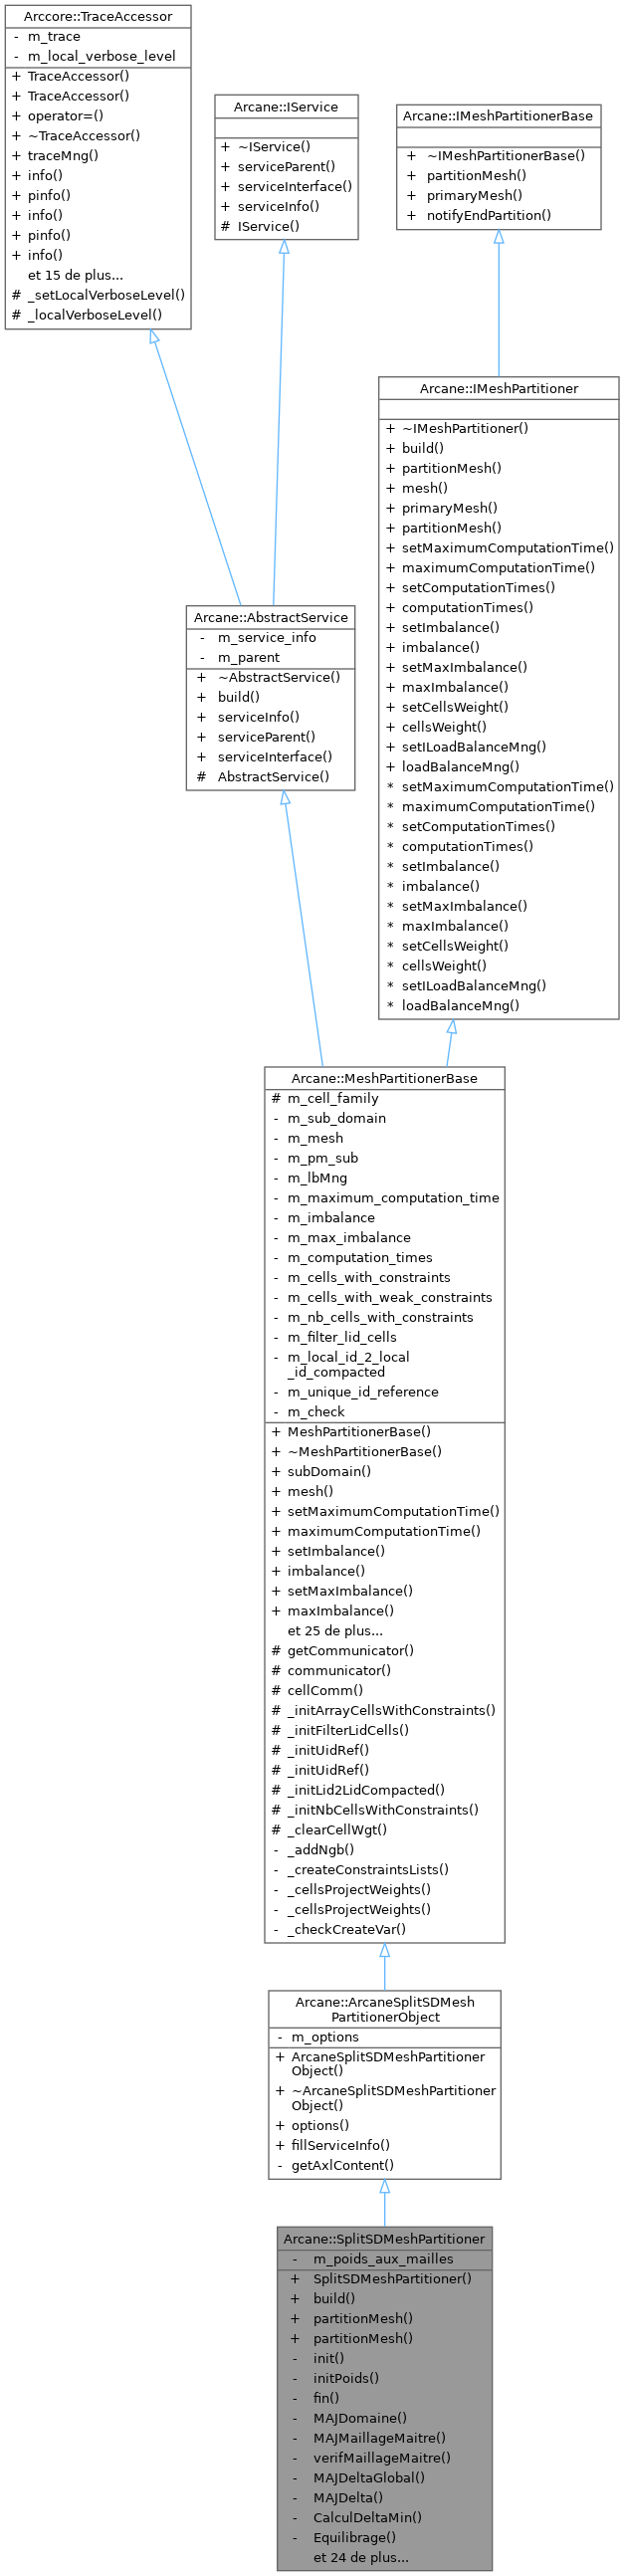 Arccore::TraceAccessor
- m_trace
- m_local_verbose_level
+ TraceAccessor()
+ TraceAccessor()
+ operator=()
+ ~TraceAccessor()
+ traceMng()
+ info()
+ pinfo()
+ info()
+ pinfo()
+ info()
et 15 de plus...
# _setLocalVerboseLevel()
# _localVerboseLevel()
Arcane::IService
+ ~IService()
+ serviceParent()
+ serviceInterface()
+ serviceInfo()
# IService()
Arcane::IMeshPartitionerBase
+ ~IMeshPartitionerBase()
+ partitionMesh()
+ primaryMesh()
+ notifyEndPartition()
Arcane::IMeshPartitioner
+ ~IMeshPartitioner()
+ build()
+ partitionMesh()
+ mesh()
+ primaryMesh()
+ partitionMesh()
+ setMaximumComputationTime()
+ maximumComputationTime()
+ setComputationTimes()
+ computationTimes()
+ setImbalance()
+ imbalance()
+ setMaxImbalance()
+ maxImbalance()
+ setCellsWeight()
+ cellsWeight()
+ setILoadBalanceMng()
+ loadBalanceMng()
* setMaximumComputationTime()
* maximumComputationTime()
* setComputationTimes()
* computationTimes()
* setImbalance()
* imbalance()
* setMaxImbalance()
* maxImbalance()
* setCellsWeight()
* cellsWeight()
* setILoadBalanceMng()
* loadBalanceMng()
Arcane::AbstractService
- m_service_info
- m_parent
+ ~AbstractService()
+ build()
+ serviceInfo()
+ serviceParent()
+ serviceInterface()
# AbstractService()
Arcane::MeshPartitionerBase
# m_cell_family
- m_sub_domain
- m_mesh
- m_pm_sub
- m_lbMng
- m_maximum_computation_time
- m_imbalance
- m_max_imbalance
- m_computation_times
- m_cells_with_constraints
- m_cells_with_weak_constraints
- m_nb_cells_with_constraints
- m_filter_lid_cells
- m_local_id_2_local
_id_compacted
- m_unique_id_reference
- m_check
+ MeshPartitionerBase()
+ ~MeshPartitionerBase()
+ subDomain()
+ mesh()
+ setMaximumComputationTime()
+ maximumComputationTime()
+ setImbalance()
+ imbalance()
+ setMaxImbalance()
+ maxImbalance()
et 25 de plus...
# getCommunicator()
# communicator()
# cellComm()
# _initArrayCellsWithConstraints()
# _initFilterLidCells()
# _initUidRef()
# _initUidRef()
# _initLid2LidCompacted()
# _initNbCellsWithConstraints()
# _clearCellWgt()
- _addNgb()
- _createConstraintsLists()
- _cellsProjectWeights()
- _cellsProjectWeights()
- _checkCreateVar()
Arcane::ArcaneSplitSDMesh
PartitionerObject
- m_options
+ ArcaneSplitSDMeshPartitioner
Object()
+ ~ArcaneSplitSDMeshPartitioner
Object()
+ options()
+ fillServiceInfo()
- getAxlContent()
Arcane::SplitSDMeshPartitioner
- m_poids_aux_mailles
+ SplitSDMeshPartitioner()
+ build()
+ partitionMesh()
+ partitionMesh()
- init()
- initPoids()
- fin()
- MAJDomaine()
- MAJMaillageMaitre()
- verifMaillageMaitre()
- MAJDeltaGlobal()
- MAJDelta()
- CalculDeltaMin()
- Equilibrage()
et 24 de plus...